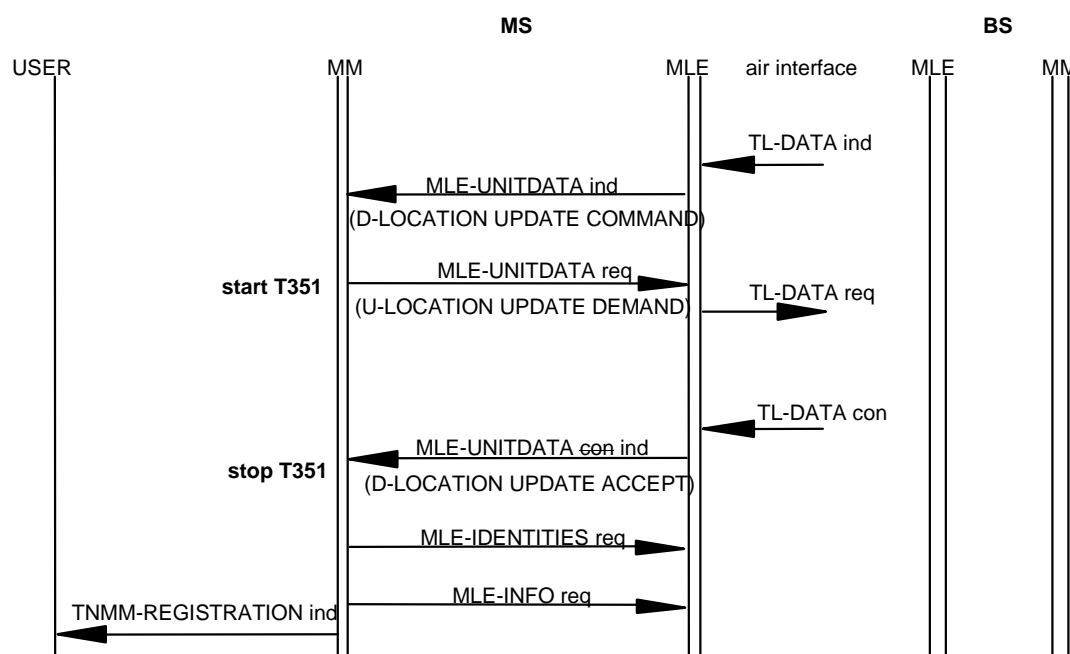 MS BS
USER MM MLE air interface MLE MM
TL-DATA ind
MLE-UNITDATA ind
(D-LOCATION UPDATE COMMAND)
MLE-UNITDATA req
start T351
TL-DATA req
(U-LOCATION UPDATE DEMAND)
TL-DATA con
MLE-UNITDATA con ind
stop T351
(D-LOCATION UPDATE ACCEPT)
MLE-IDENTITIES req
MLE-INFO req
TNMM-REGISTRATION ind